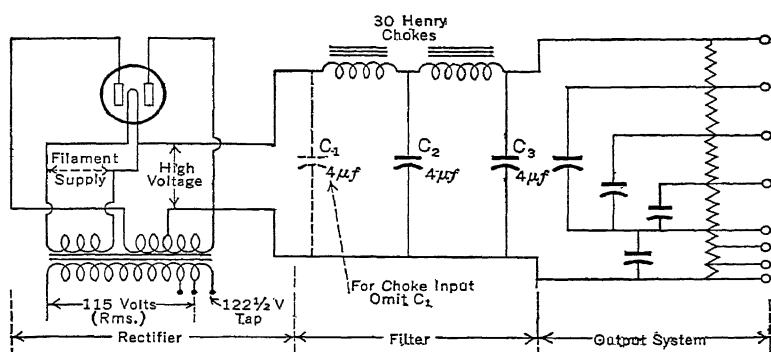 30 Henry
Chokes
Filament
Supply
High
Voltage
C1
4μf
C2
4μf
C3
4μf
For Choke Input
Omit C1
115 Volts
(Rms.)
122½ V
Tap
Rectifier
Filter
Output System